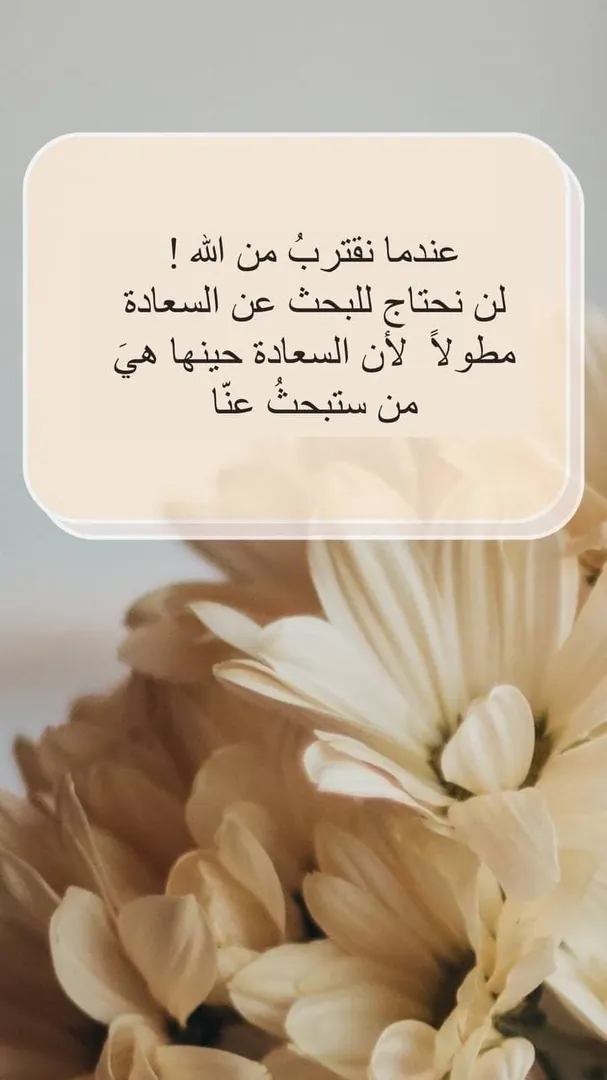 عندما نقتربُ من الله !
لن نحتاج للبحث عن السعادة
مطولاً لأن السعادة حينها هيَ
من ستبحثُ عنّا